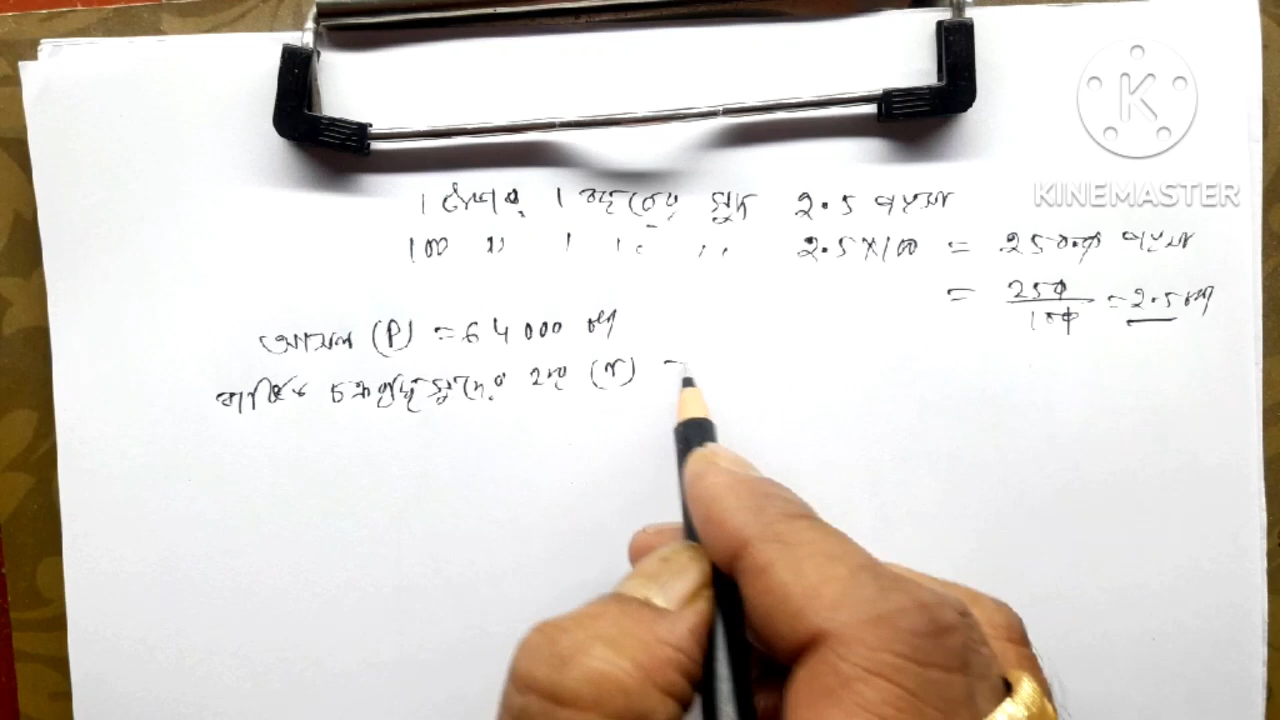 1 টাকার 1 বছরের সুদ 2.5 পয়সা
100 " 1 " " 2.5×100 = 250 পয়সা
= 250/100 = 2.5 টাকা
আসল (P) = 64000 টাকা
বার্ষিক চক্রবৃদ্ধি সুদের হার (r) =
K
KINEMASTER